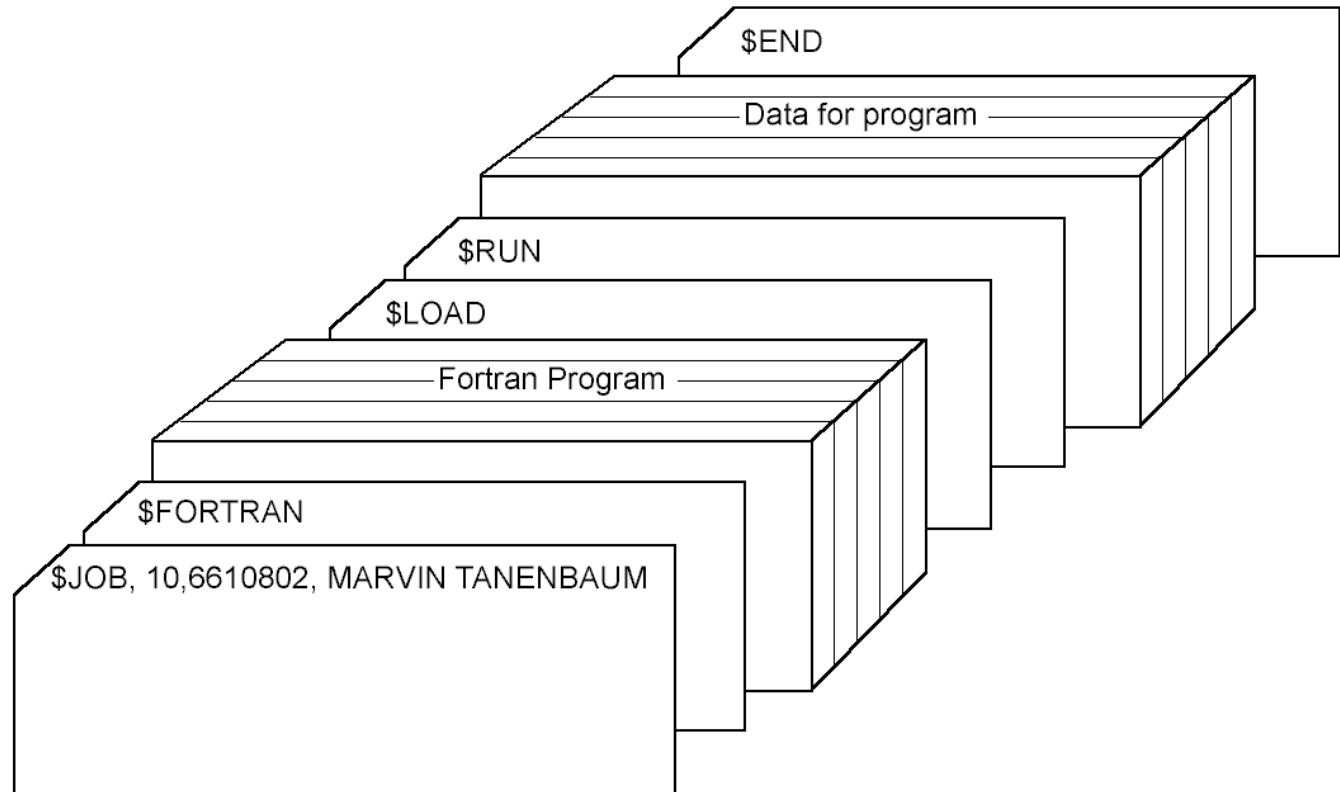 $END
Data for program
$RUN
$LOAD
Fortran Program
$FORTRAN
$JOB, 10,6610802, MARVIN TANENBAUM